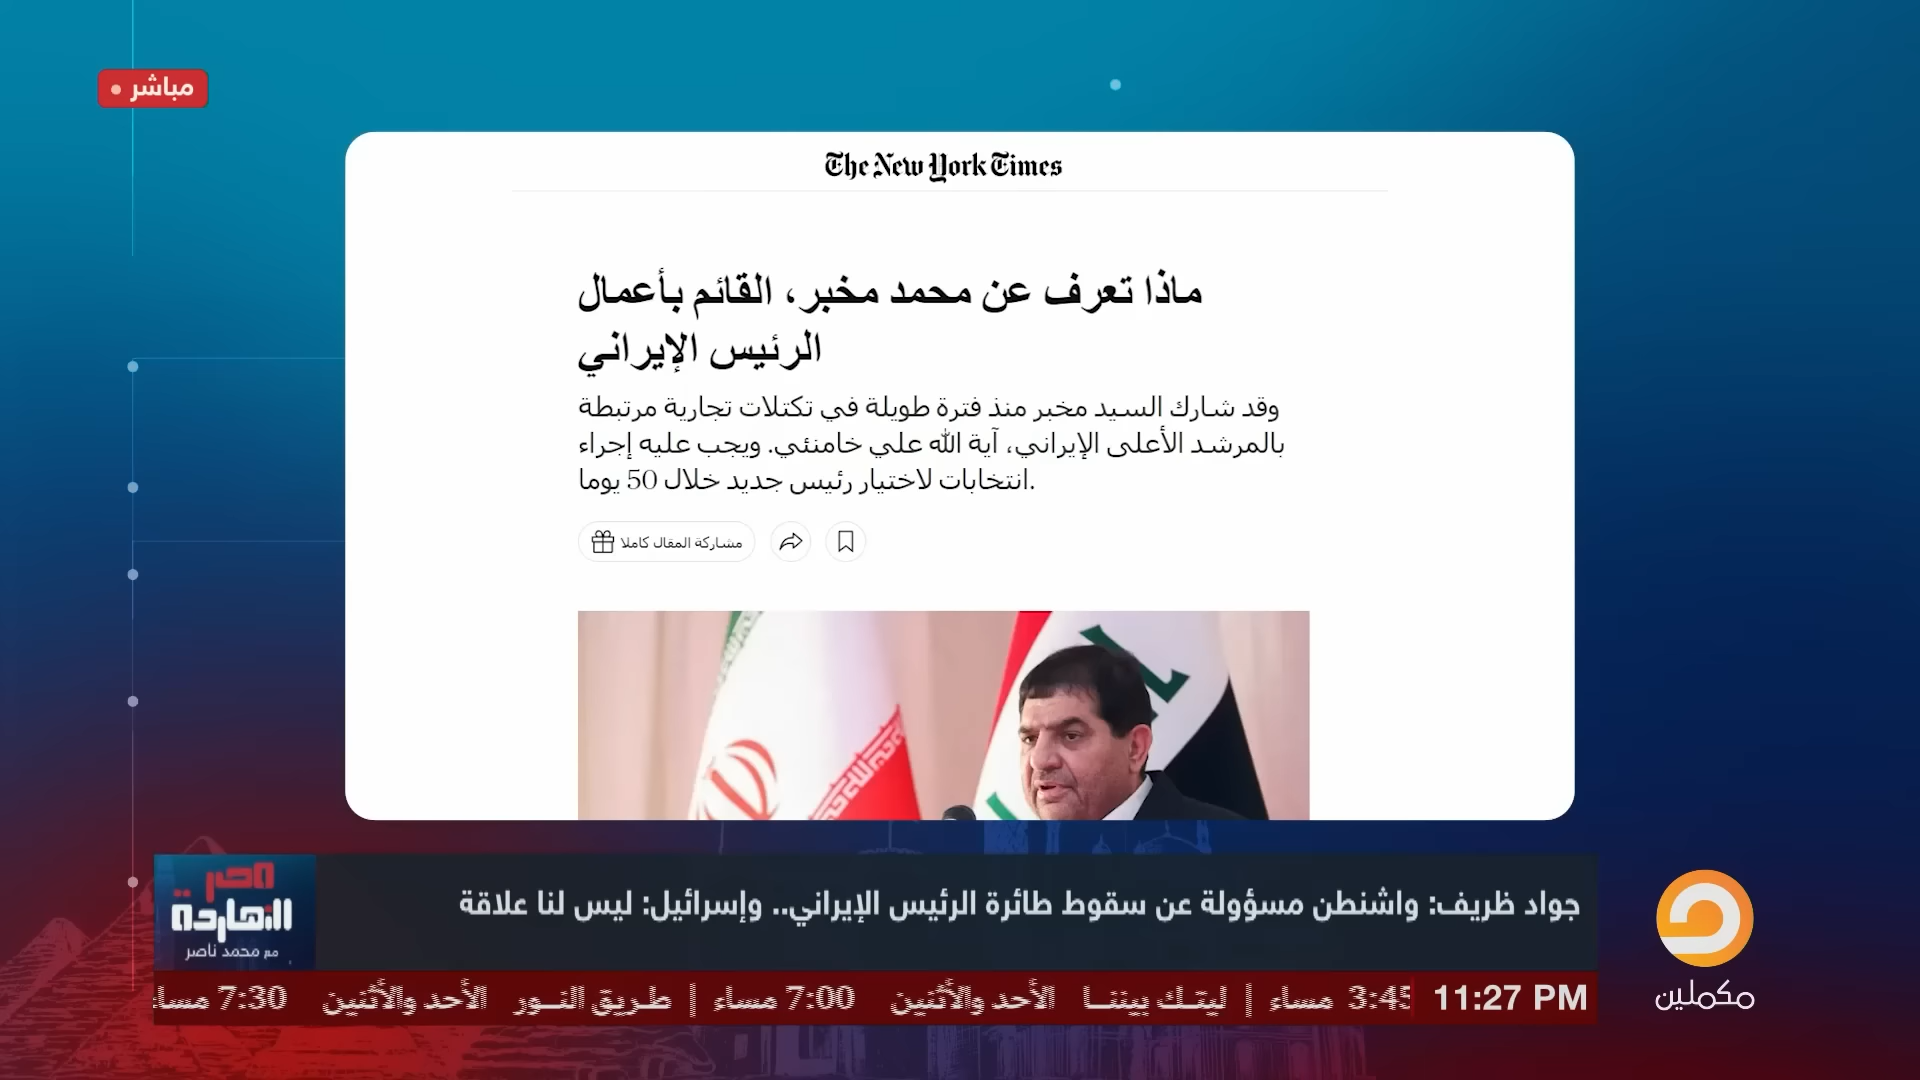 مباشر
The New York Times
ماذا تعرف عن محمد مخبر، القائم بأعمال
الرئيس الإيراني
وقد شارك السيد مخبر منذ فترة طويلة في تكتلات تجارية مرتبطة
بالمرشد الأعلى الإيراني، آية الله علي خامنئي. ويجب عليه إجراء
.انتخابات لاختيار رئيس جديد خلال 50 يوما
مشاركة المقال كاملا
جواد ظريف: واشنطن مسؤولة عن سقوط طائرة الرئيس الإيراني.. وإسرائيل: ليس لنا علاقة
مصر
النهاردة
مع محمد ناصر
3:45 مساء | ليتك بيننا الأحد والأثنين 7:00 مساء | طريق النور الأحد والأثنين 7:30 مساء
11:27 PM
مكملين